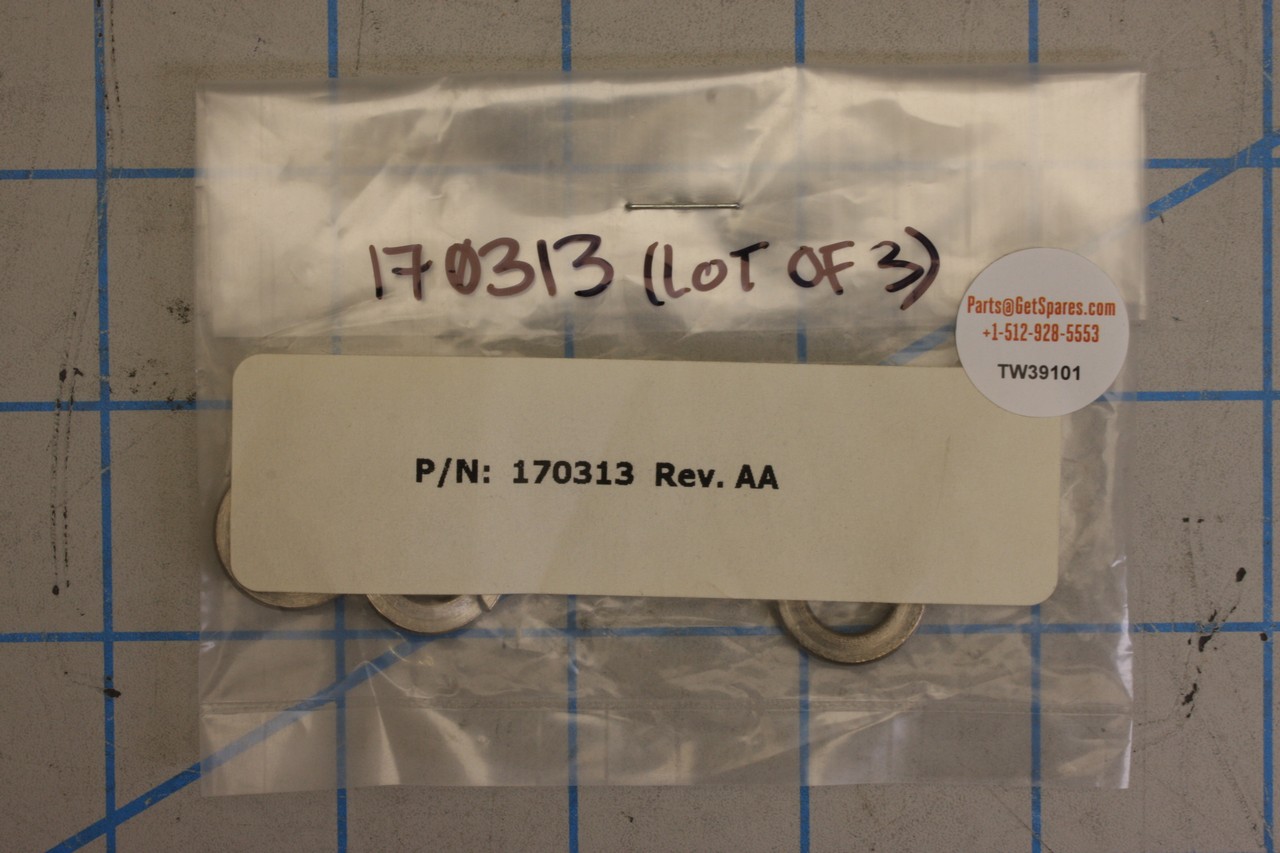 170313 (LOT OF 3)
Parts@GetSpares.com
+1-512-928-5553
TW39101
P/N: 170313 Rev. AA